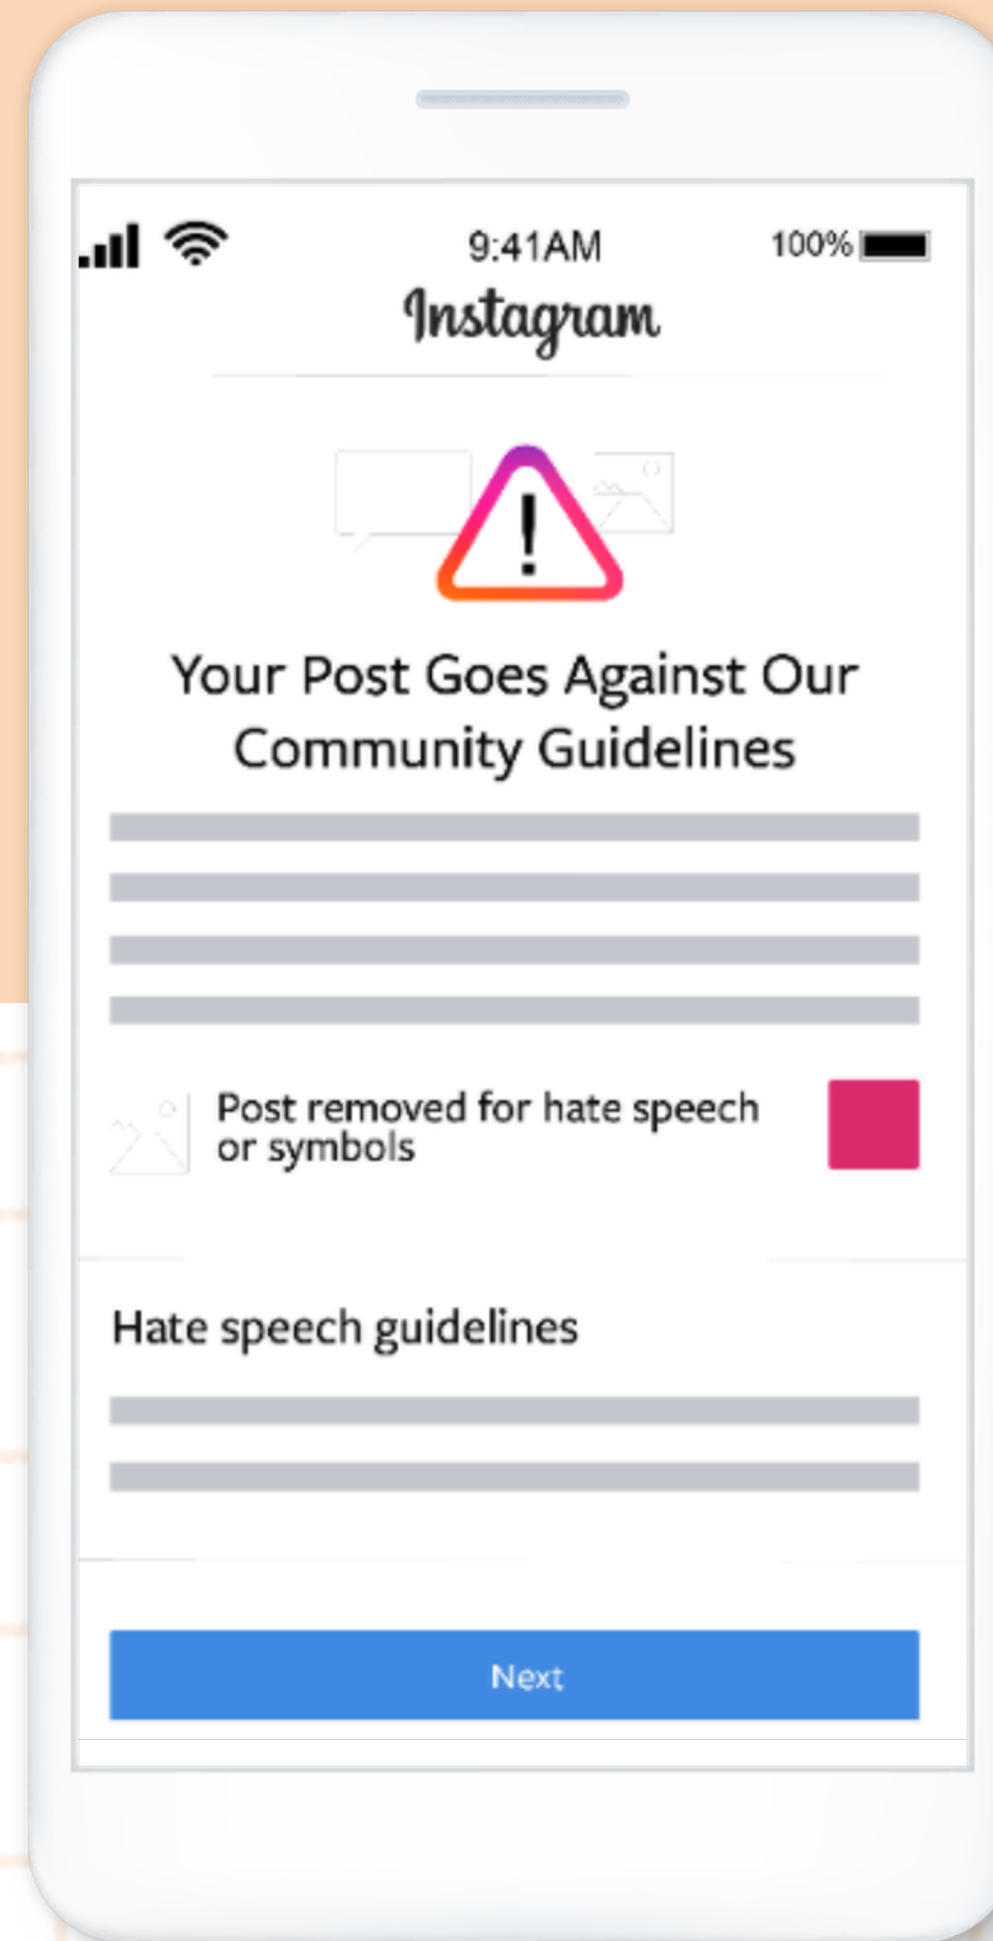 9:41AM 100%
Instagram
!
Your Post Goes Against Our
Community Guidelines
Post removed for hate speech
or symbols
Hate speech guidelines
Next